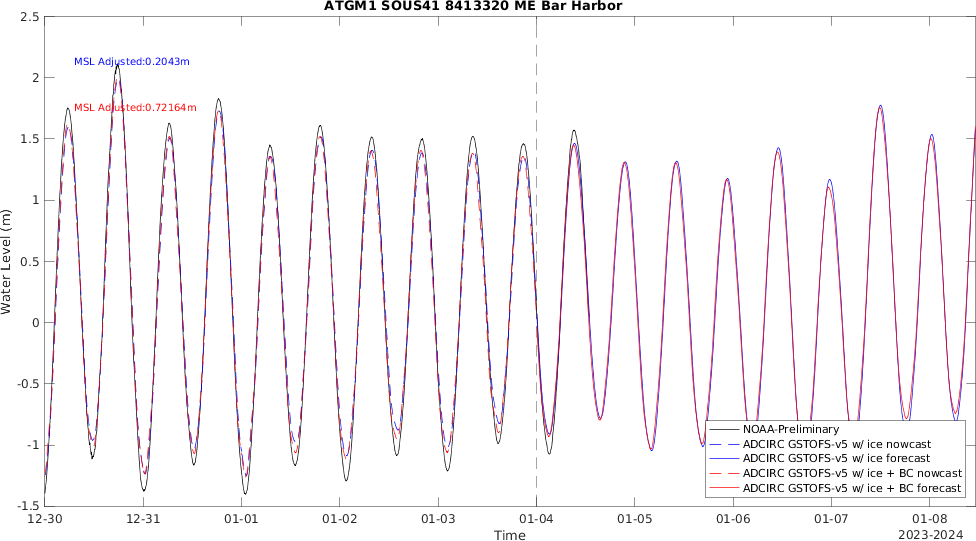 ATGM1 SOUS41 8413320 ME Bar Harbor
2.5
2
1.5
1
0.5
0
-0.5
-1
-1.5
Water Level (m)
MSL Adjusted:0.2043m
MSL Adjusted:0.72164m
NOAA-Preliminary
ADCIRC GSTOFS-v5 w/ ice nowcast
ADCIRC GSTOFS-v5 w/ ice forecast
ADCIRC GSTOFS-v5 w/ ice + BC nowcast
ADCIRC GSTOFS-v5 w/ ice + BC forecast
12-30 12-31 01-01 01-02 01-03 01-04 01-05 01-06 01-07 01-08
Time
2023-2024